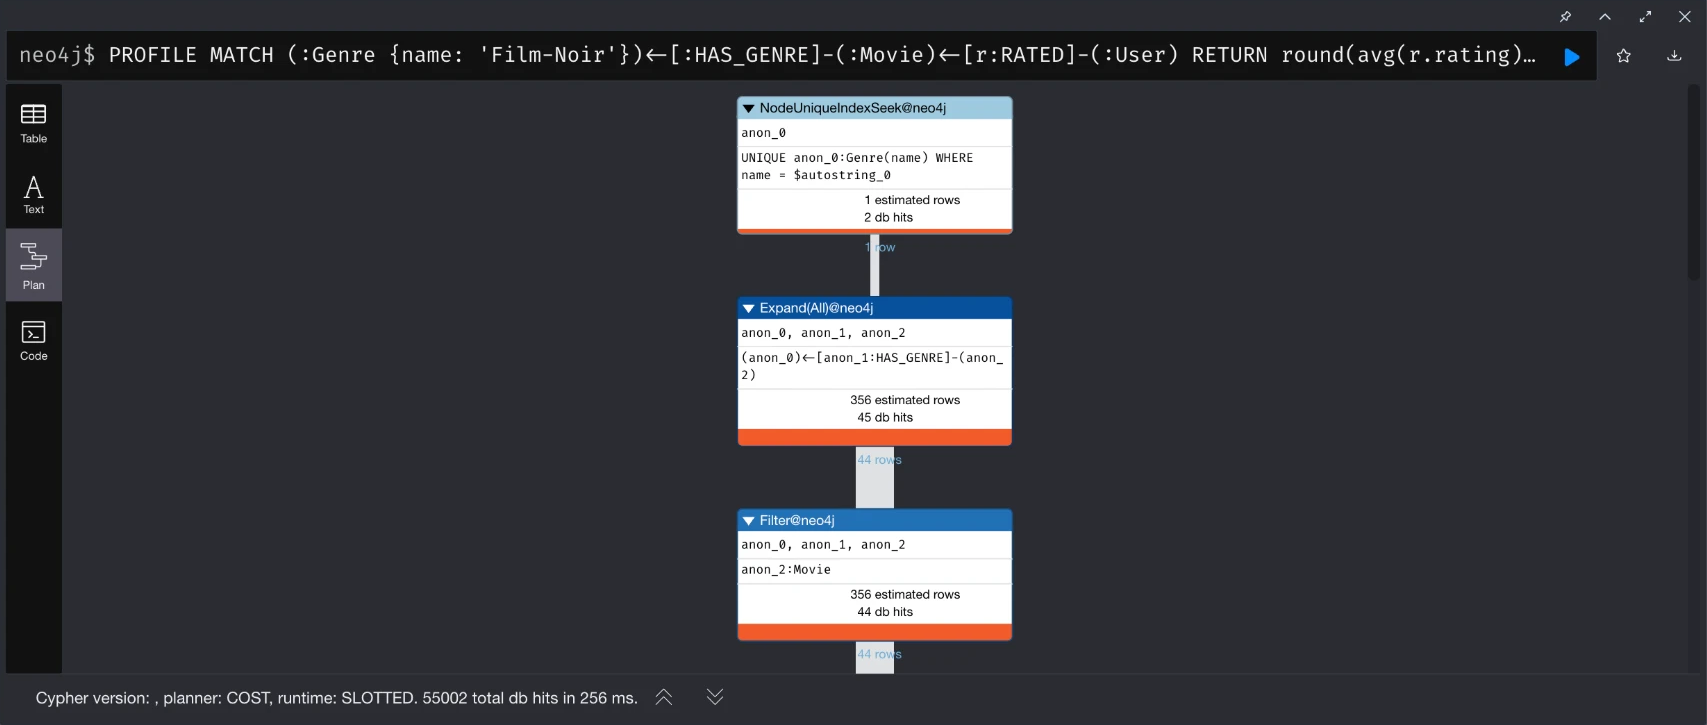 neo4j$ PROFILE MATCH (:Genre {name: 'Film-Noir'})<-[:HAS_GENRE]-(:Movie)<-[r:RATED]-(:User) RETURN round(avg(r.rating)…
Table
Text
Plan
Code
NodeUniqueIndexSeek@neo4j
anon_0
UNIQUE anon_0:Genre(name) WHERE
name = $autostring_0
1 estimated rows
2 db hits
1 row
Expand(All)@neo4j
anon_0, anon_1, anon_2
(anon_0)<-[anon_1:HAS_GENRE]-(anon_
2)
356 estimated rows
45 db hits
44 rows
Filter@neo4j
anon_0, anon_1, anon_2
anon_2:Movie
356 estimated rows
44 db hits
44 rows
Cypher version: , planner: COST, runtime: SLOTTED. 55002 total db hits in 256 ms.